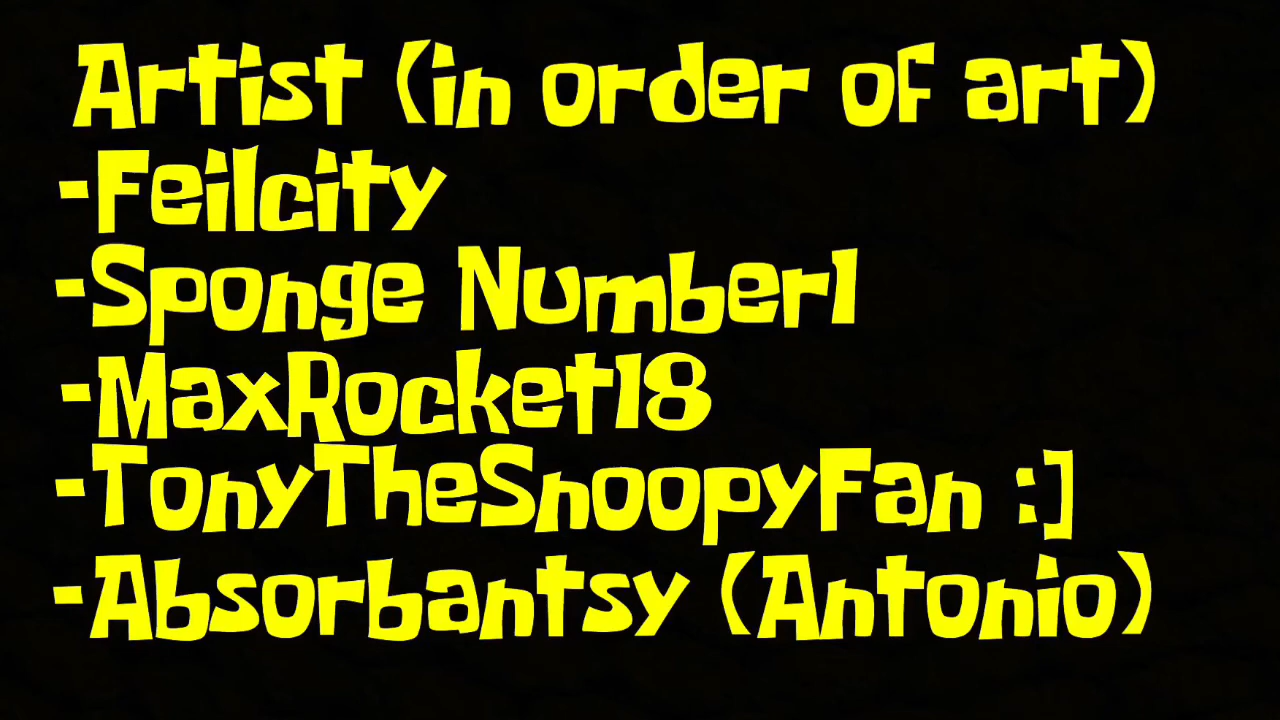 Artist (in order of art)
-Feilcity
-Sponge Number1
-MaxRocket18
-TonyTheSnoopyFan :]
-Absorbantsy (Antonio)